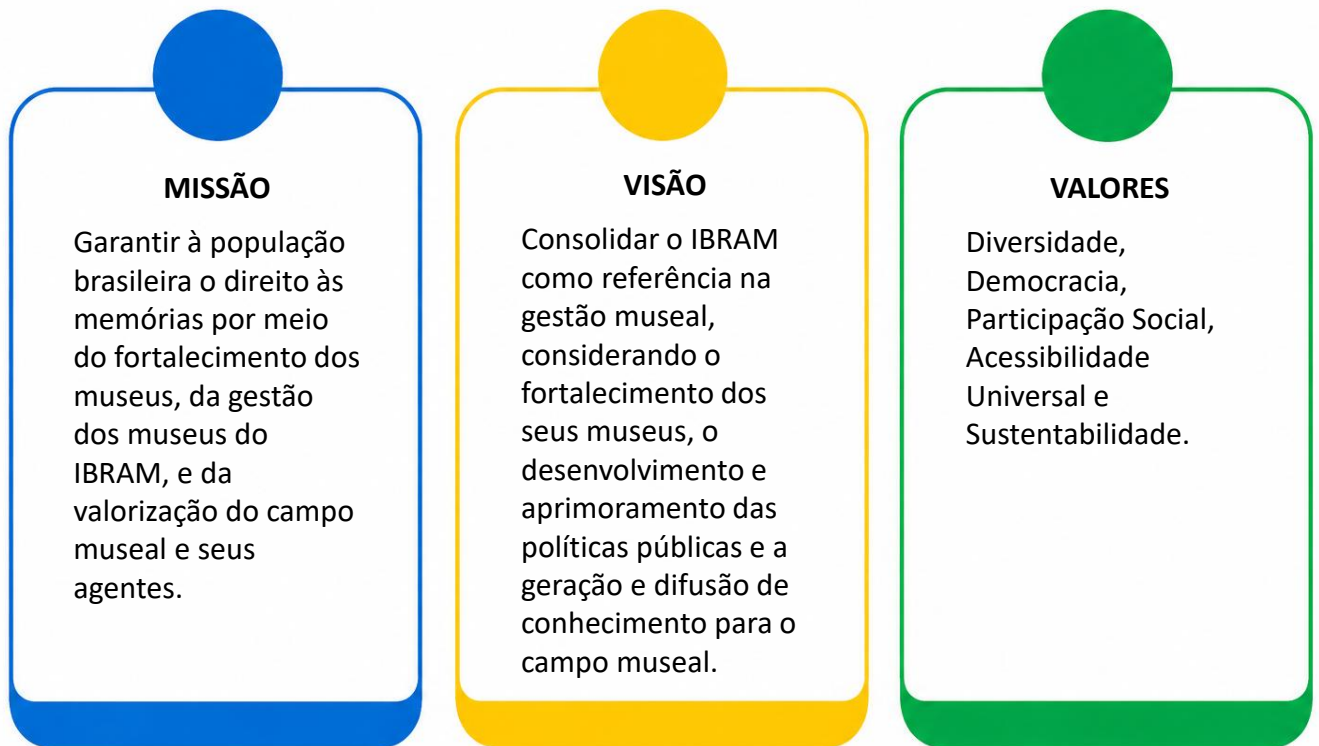 MISSÃO
Garantir à população
brasileira o direito às
memórias por meio
do fortalecimento dos
museus, da gestão
dos museus do
IBRAM, e da
valorização do campo
museal e seus
agentes.
VISÃO
Consolidar o IBRAM
como referência na
gestão museal,
considerando o
fortalecimento dos
seus museus, o
desenvolvimento e
aprimoramento das
políticas públicas e a
geração e difusão de
conhecimento para o
campo museal.
VALORES
Diversidade,
Democracia,
Participação Social,
Acessibilidade
Universal e
Sustentabilidade.